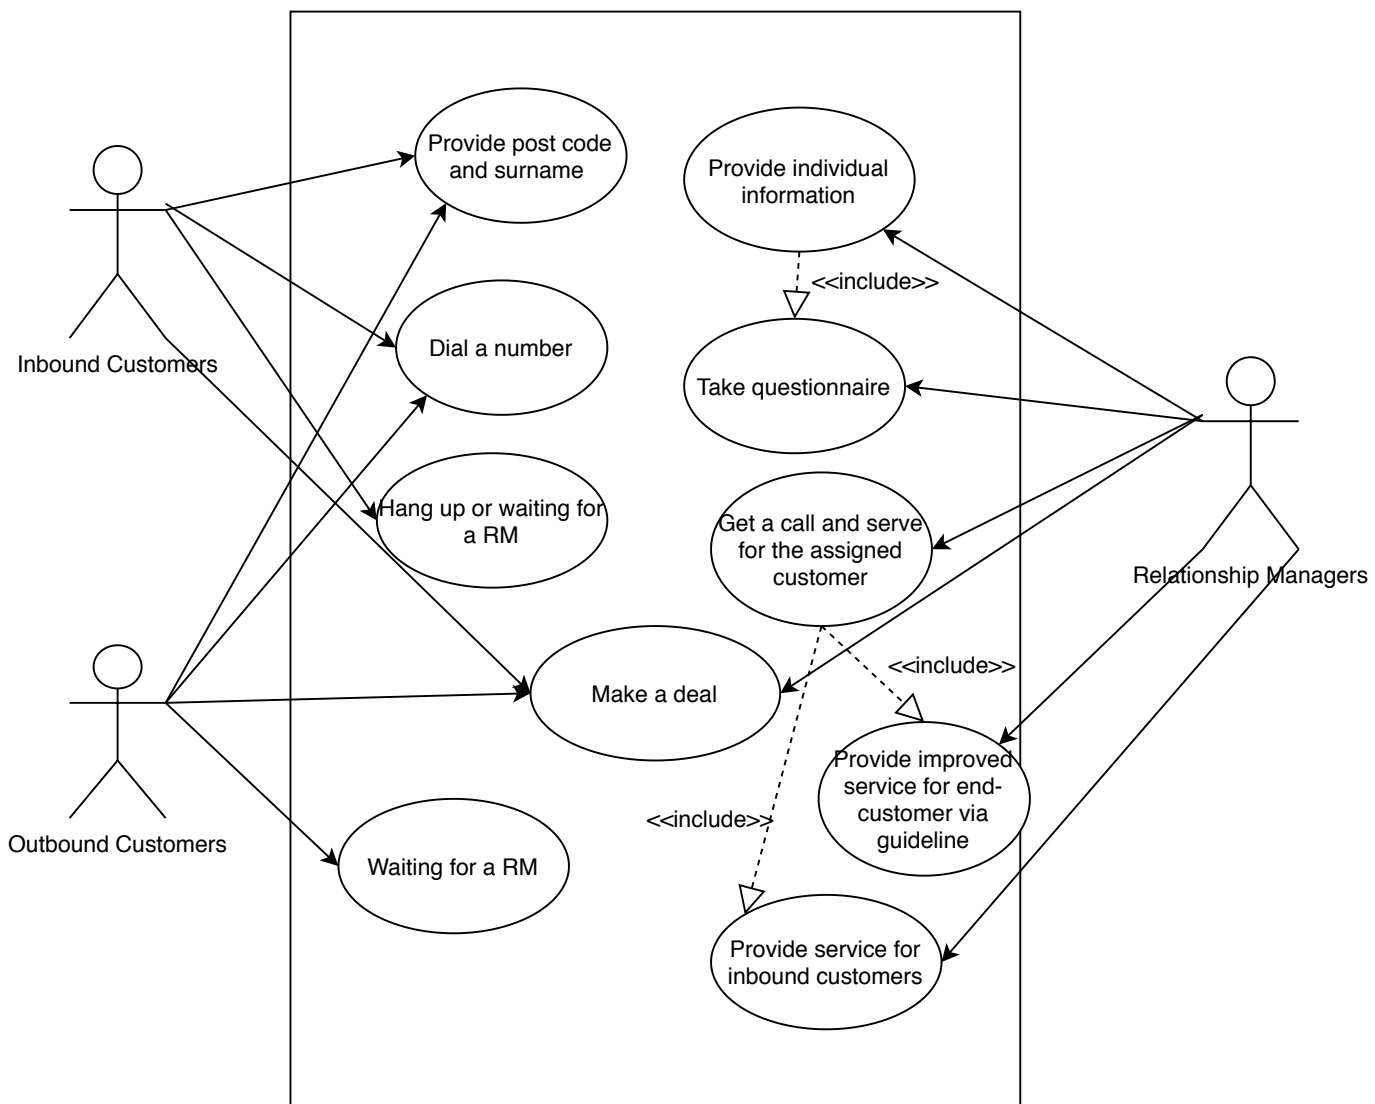 Provide post code
and surname
Provide individual
information
<<include>>
Inbound Customers
Dial a number
Take questionnaire
Hang up or waiting for
a RM
Get a call and serve
for the assigned
customer
Relationship Managers
<<include>>
Make a deal
Provide improved
service for end-
customer via
guideline
<<include>>
Outbound Customers
Waiting for a RM
Provide service for
inbound customers